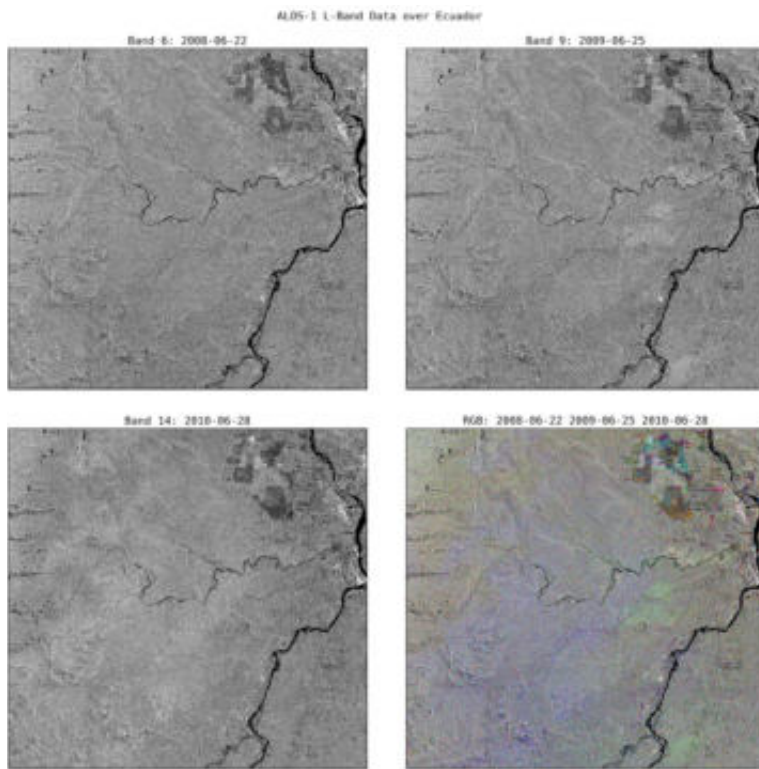 ALOS-1 L-Band Data over Ecuador
Band 6: 2008-06-22
Band 9: 2009-06-25
Band 14: 2010-06-28
RGB: 2008-06-22 2009-06-25 2010-06-28